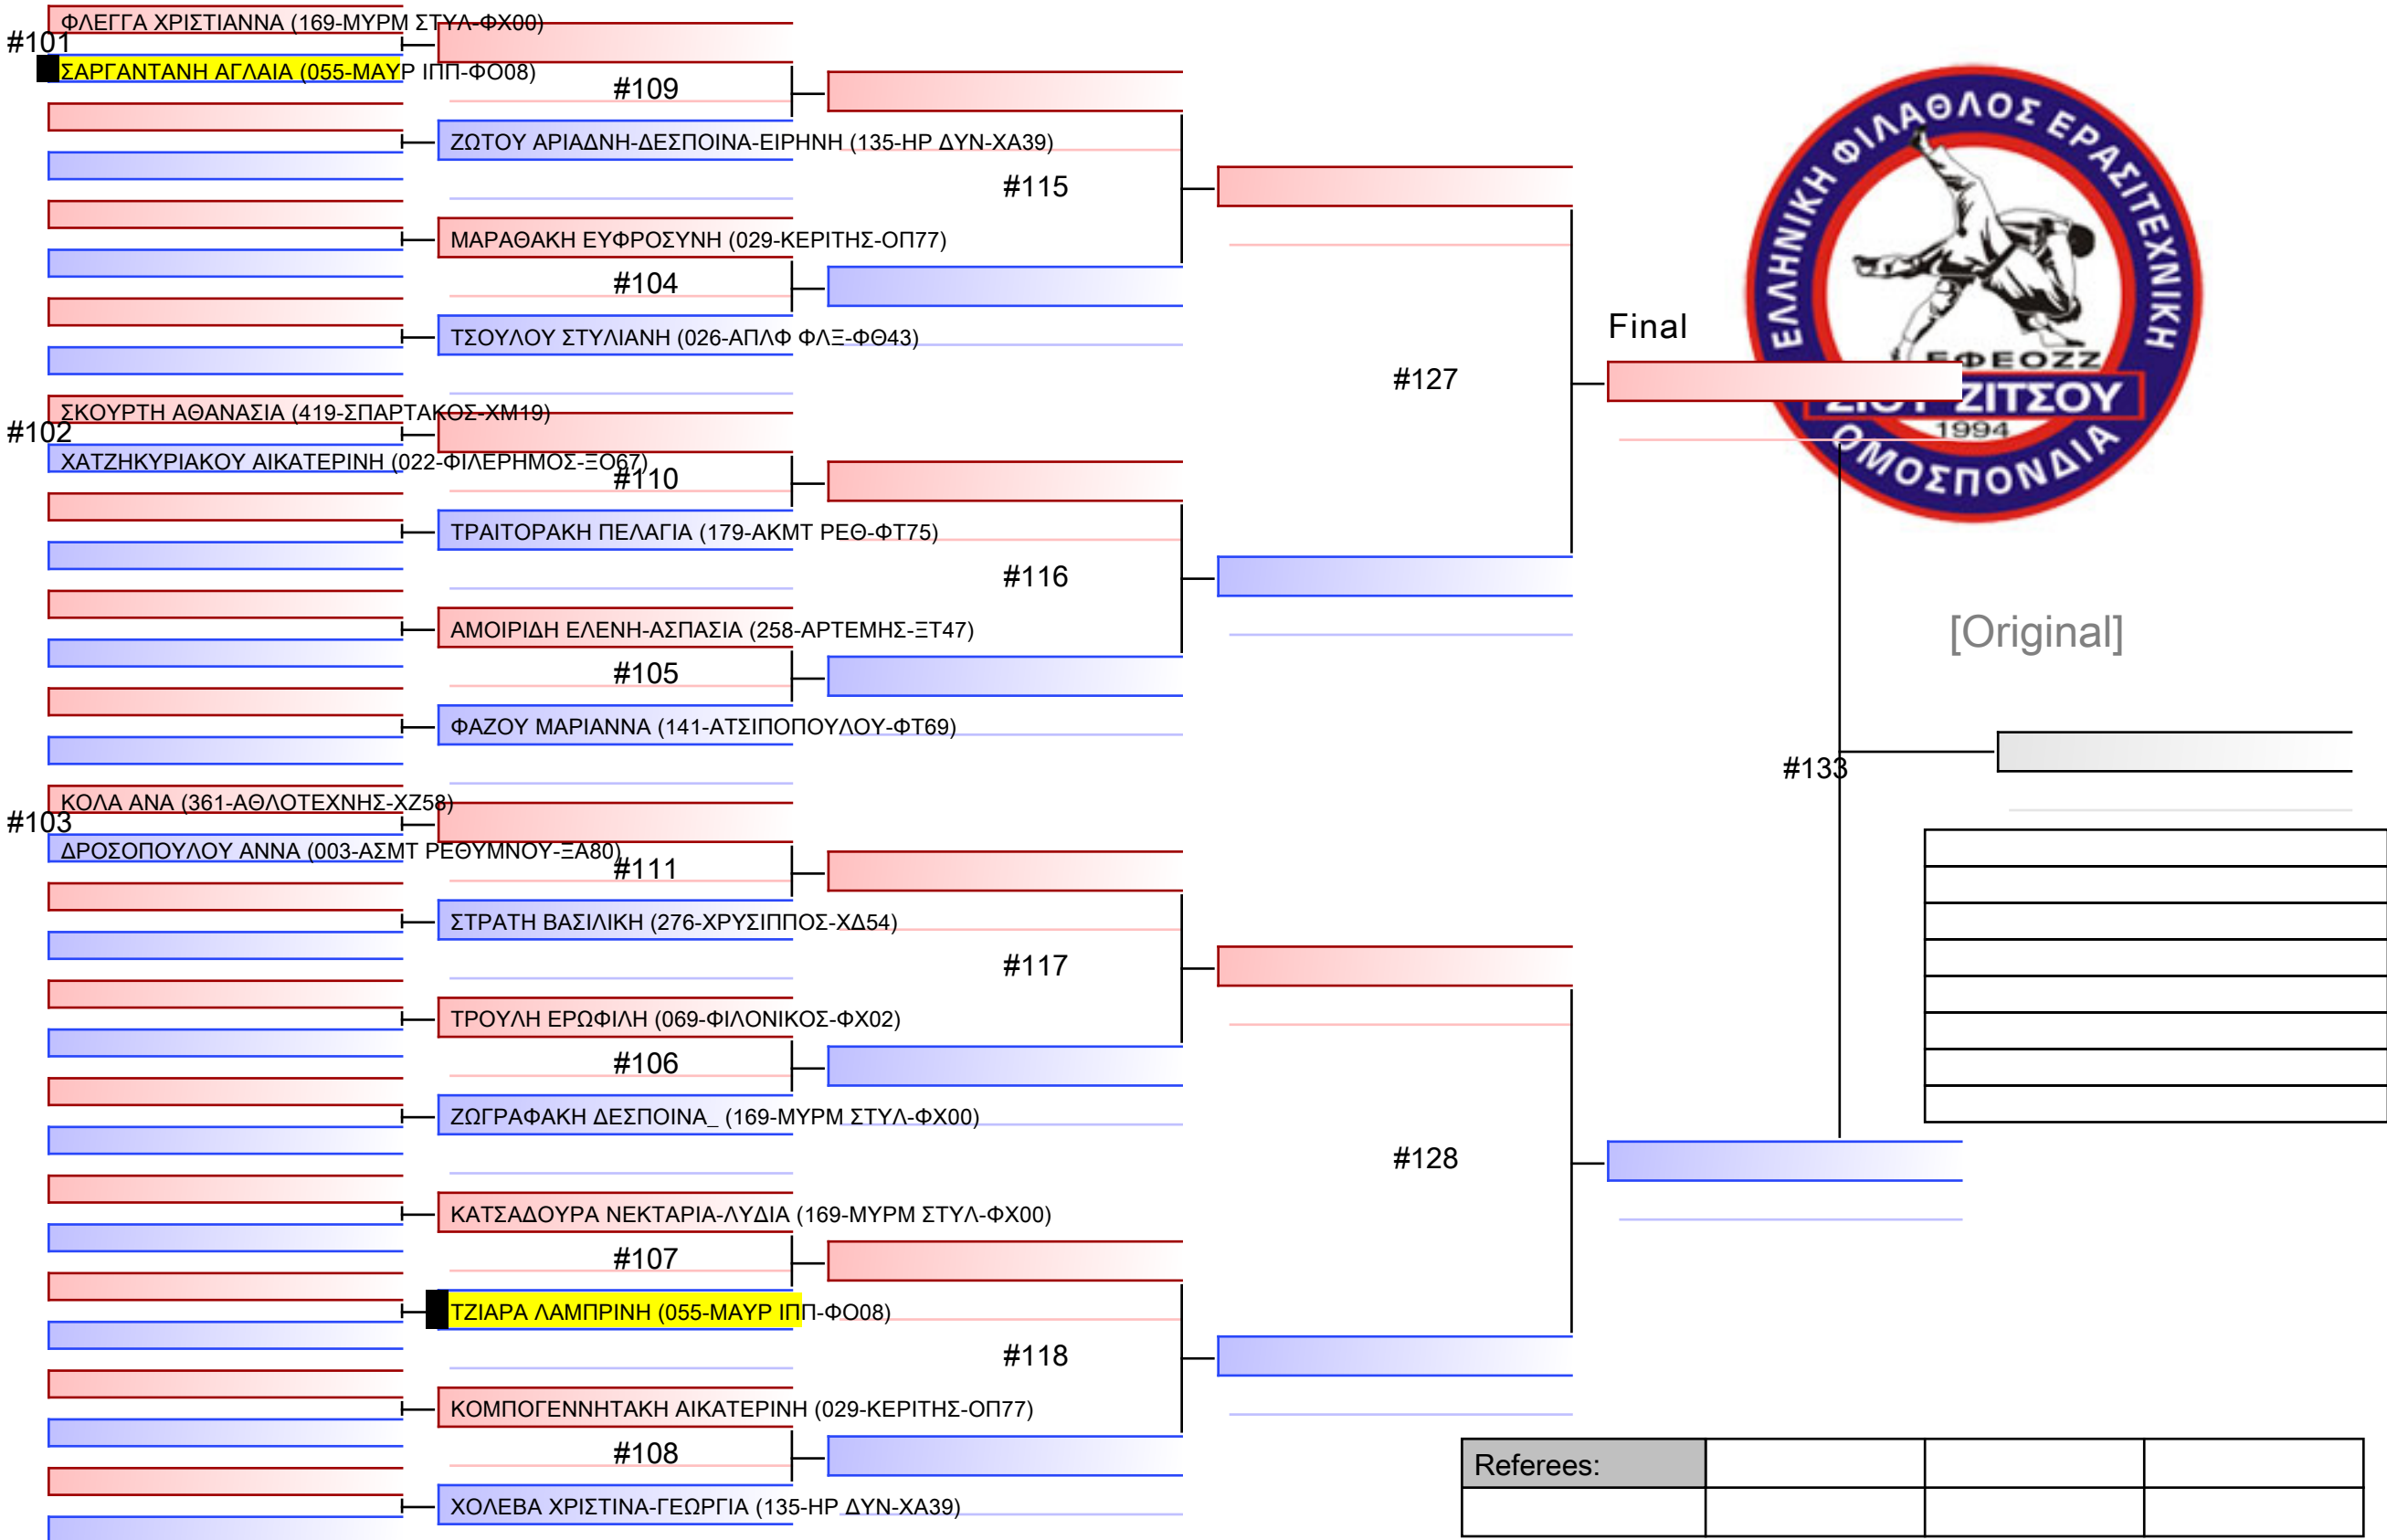 ΦΛΕΓΓΑ ΧΡΙΣΤΙΑΝΝΑ (169-ΜΥΡΜ ΣΤΥΛ-ΦΧ00)
#101
ΣΑΡΓΑΝΤΑΝΗ ΑΓΛΑΙΑ (055-ΜΑΥΡ ΙΠΠ-ΦΟ08)
#109
ΖΩΤΟΥ ΑΡΙΑΔΝΗ-ΔΕΣΠΟΙΝΑ-ΕΙΡΗΝΗ (135-ΗΡ ΔΥΝ-ΧΑ39)
#115
ΜΑΡΑΘΑΚΗ ΕΥΦΡΟΣΥΝΗ (029-ΚΕΡΙΤΗΣ-ΟΠ77)
#104
ΤΣΟΥΛΟΥ ΣΤΥΛΙΑΝΗ (026-ΑΠΛΦ ΦΛΞ-ΦΘ43)
ΕΛΛΗΝΙΚΗ ΦΙΛΑΘΛΟΣ ΕΡΑΣΙΤΕΧΝΙΚΗ
Final
ΕΦΕΟΖΖ
#127
ΖΙΟΥ ΖΙΤΣΟΥ
1994
ΟΜΟΣΠΟΝΔΙΑ
ΣΚΟΥΡΤΗ ΑΘΑΝΑΣΙΑ (419-ΣΠΑΡΤΑΚΟΣ-ΧΜ19)
#102
ΧΑΤΖΗΚΥΡΙΑΚΟΥ ΑΙΚΑΤΕΡΙΝΗ (022-ΦΙΛΕΡΗΜΟΣ-ΞΟ67)
#110
ΤΡΑΙΤΟΡΑΚΗ ΠΕΛΑΓΙΑ (179-ΑΚΜΤ ΡΕΘ-ΦΤ75)
#116
ΑΜΟΙΡΙΔΗ ΕΛΕΝΗ-ΑΣΠΑΣΙΑ (258-ΑΡΤΕΜΗΣ-ΞΤ47)
[Original]
#105
ΦΑΖΟΥ ΜΑΡΙΑΝΝΑ (141-ΑΤΣΙΠΟΠΟΥΛΟΥ-ΦΤ69)
#133
ΚΟΛΑ ΑΝΑ (361-ΑΘΛΟΤΕΧΝΗΣ-ΧΖ58)
#103
ΔΡΟΣΟΠΟΥΛΟΥ ΑΝΝΑ (003-ΑΣΜΤ ΡΕΘΥΜΝΟΥ-ΞΑ80)
#111
ΣΤΡΑΤΗ ΒΑΣΙΛΙΚΗ (276-ΧΡΥΣΙΠΠΟΣ-ΧΔ54)
#117
ΤΡΟΥΛΗ ΕΡΩΦΙΛΗ (069-ΦΙΛΟΝΙΚΟΣ-ΦΧ02)
#106
ΖΩΓΡΑΦΑΚΗ ΔΕΣΠΟΙΝΑ_ (169-ΜΥΡΜ ΣΤΥΛ-ΦΧ00)
#128
ΚΑΤΣΑΔΟΥΡΑ ΝΕΚΤΑΡΙΑ-ΛΥΔΙΑ (169-ΜΥΡΜ ΣΤΥΛ-ΦΧ00)
#107
ΤΖΙΑΡΑ ΛΑΜΠΡΙΝΗ (055-ΜΑΥΡ ΙΠΠ-ΦΟ08)
#118
ΚΟΜΠΟΓΕΝΝΗΤΑΚΗ ΑΙΚΑΤΕΡΙΝΗ (029-ΚΕΡΙΤΗΣ-ΟΠ77)
#108
Referees:
ΧΟΛΕΒΑ ΧΡΙΣΤΙΝΑ-ΓΕΩΡΓΙΑ (135-ΗΡ ΔΥΝ-ΧΑ39)